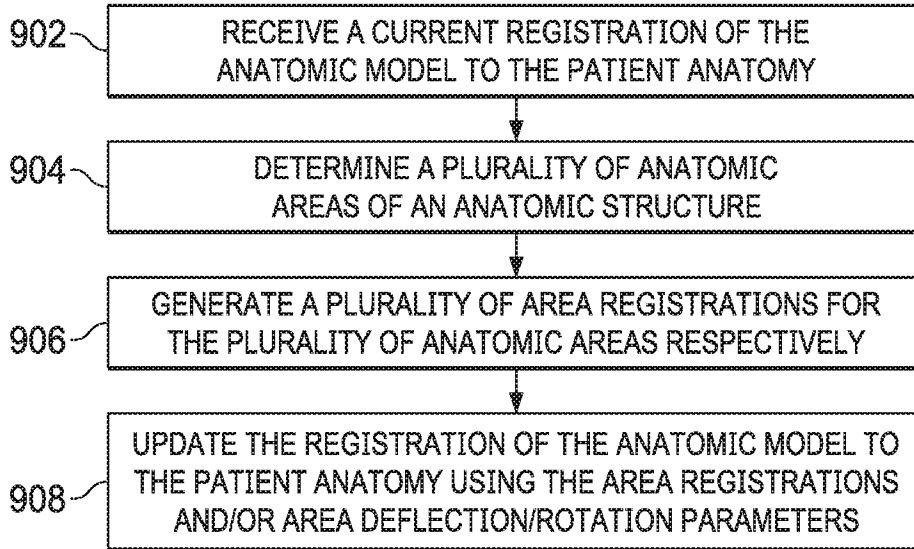 902
RECEIVE A CURRENT REGISTRATION OF THE
ANATOMIC MODEL TO THE PATIENT ANATOMY
904
DETERMINE A PLURALITY OF ANATOMIC
AREAS OF AN ANATOMIC STRUCTURE
906
GENERATE A PLURALITY OF AREA REGISTRATIONS FOR
THE PLURALITY OF ANATOMIC AREAS RESPECTIVELY
908
UPDATE THE REGISTRATION OF THE ANATOMIC MODEL TO
THE PATIENT ANATOMY USING THE AREA REGISTRATIONS
AND/OR AREA DEFLECTION/ROTATION PARAMETERS